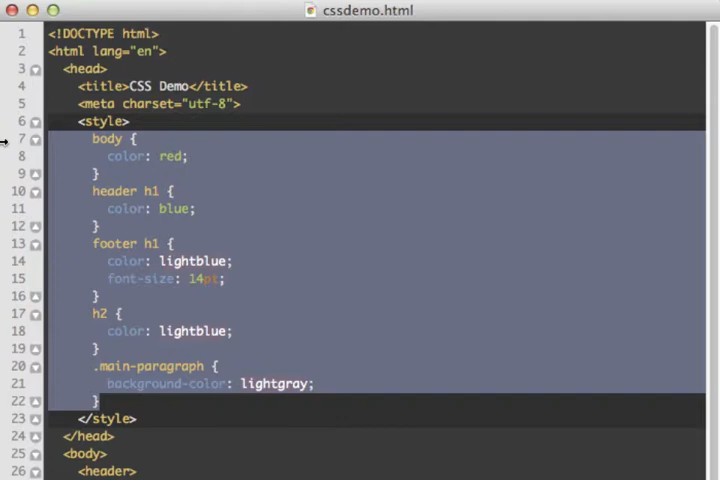 cssdemo.html
1 <!DOCTYPE html>
2 <html lang="en">
3 <head>
4 <title>CSS Demo</title>
5 <meta charset="utf-8">
6 <style>
7 body {
8 color: red;
9 }
10 header h1 {
11 color: blue;
12 }
13 footer h1 {
14 color: lightblue;
15 font-size: 14pt;
16 }
17 h2 {
18 color: lightblue;
19 }
20 .main-paragraph {
21 background-color: lightgray;
22 }
23 </style>
24 </head>
25 <body>
26 <header>